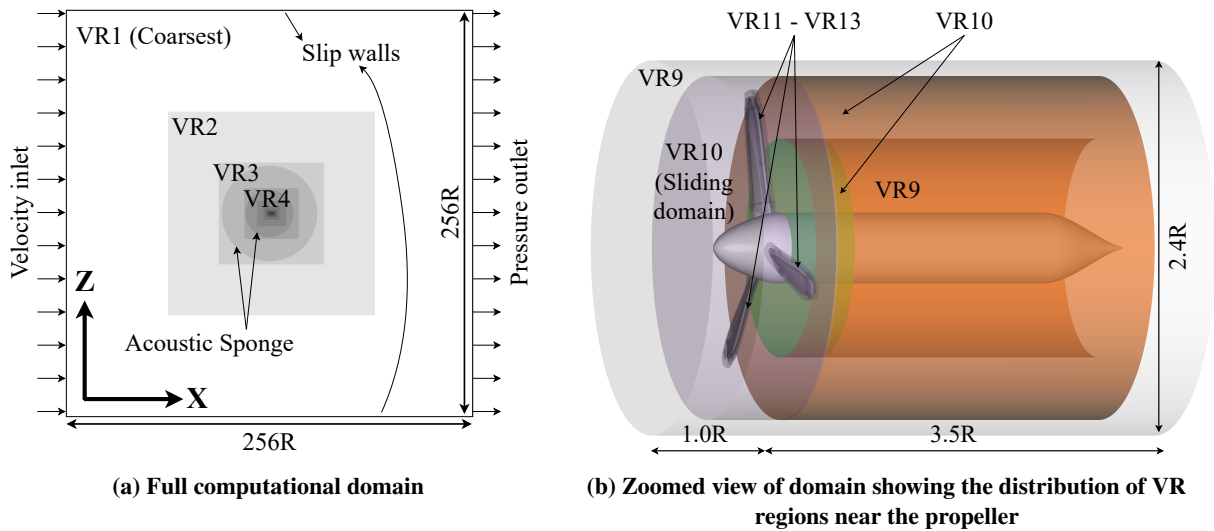 VR1 (Coarsest)
Slip walls
VR2
VR3
VR4
Velocity inlet
256R
Pressure outlet
Z
X
Acoustic Sponge
256R
(a) Full computational domain
VR11 - VR13
VR10
VR9
VR10
(Sliding
domain)
VR9
2.4R
1.0R
3.5R
(b) Zoomed view of domain showing the distribution of VR
regions near the propeller